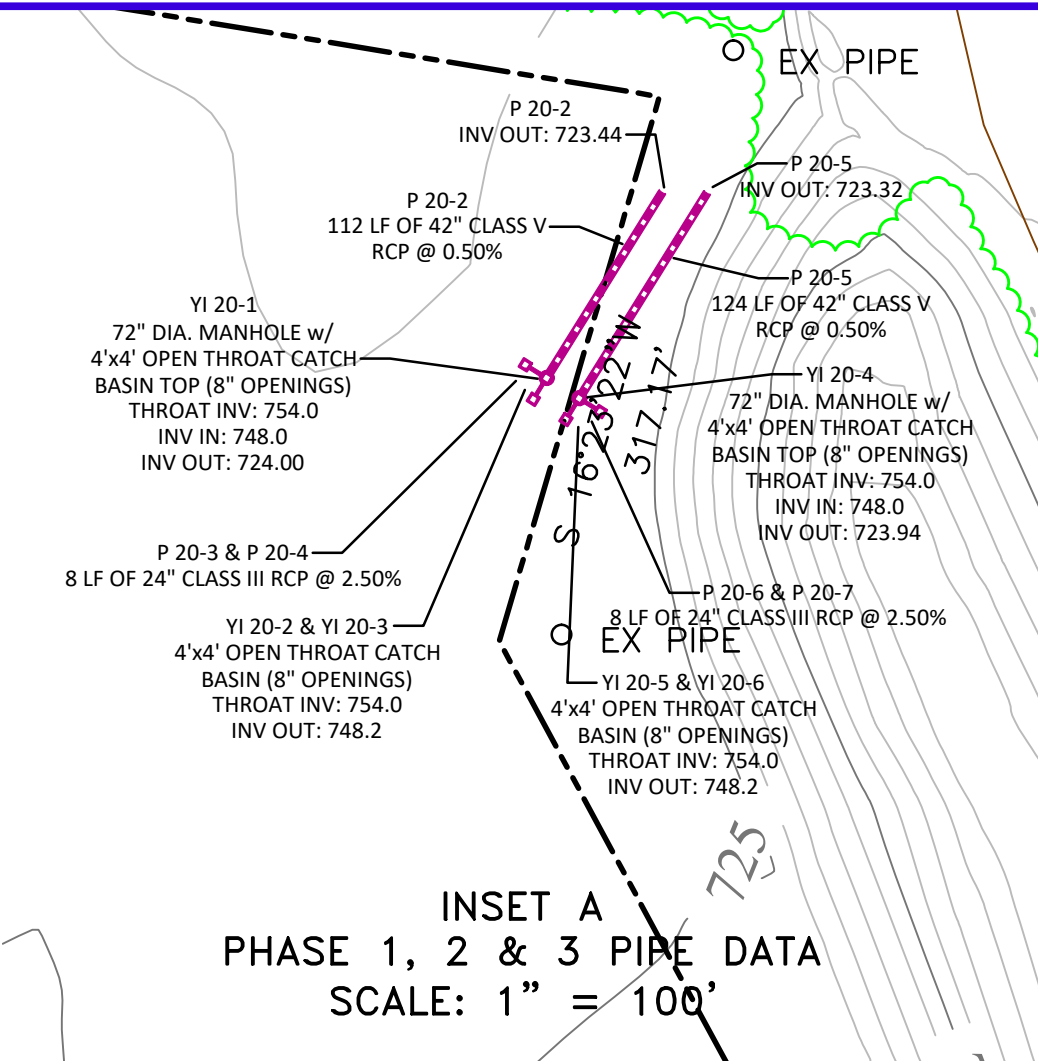 EX PIPE
P 20-2
INV OUT: 723.44
P 20-5
INV OUT: 723.32
P 20-2
112 LF OF 42" CLASS V
RCP @ 0.50%
P 20-5
124 LF OF 42" CLASS V
RCP @ 0.50%
YI 20-1
72" DIA. MANHOLE w/
4'x4' OPEN THROAT CATCH
BASIN TOP (8" OPENINGS)
THROAT INV: 754.0
INV IN: 748.0
INV OUT: 724.00
S 16°23'22"W
317.17'
YI 20-4
72" DIA. MANHOLE w/
4'x4' OPEN THROAT CATCH
BASIN TOP (8" OPENINGS)
THROAT INV: 754.0
INV IN: 748.0
INV OUT: 723.94
P 20-3 & P 20-4
8 LF OF 24" CLASS III RCP @ 2.50%
P 20-6 & P 20-7
8 LF OF 24" CLASS III RCP @ 2.50%
YI 20-2 & YI 20-3
4'x4' OPEN THROAT CATCH
BASIN (8" OPENINGS)
THROAT INV: 754.0
INV OUT: 748.2
EX PIPE
YI 20-5 & YI 20-6
4'x4' OPEN THROAT CATCH
BASIN (8" OPENINGS)
THROAT INV: 754.0
INV OUT: 748.2
725
INSET A
PHASE 1, 2 & 3 PIPE DATA
SCALE: 1" = 100'